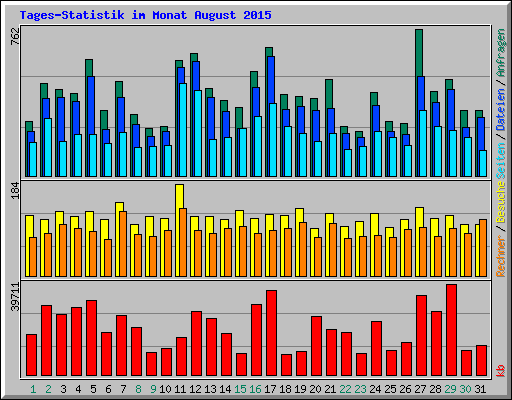 Tages-Statistik im Monat August 2015
762
184
39711
Rechner / Besuche Seiten / Dateien / Anfragen
kb
1 2 3 4 5 6 7 8 9 10 11 12 13 14 15 16 17 18 19 20 21 22 23 24 25 26 27 28 29 30 31